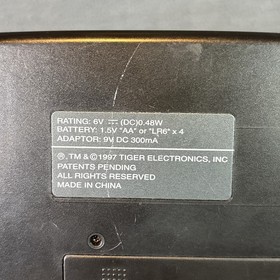 RATING: 6V ⎓ (DC)0.48W
BATTERY: 1.5V "AA" or "LR6" x 4
ADAPTOR: 9V DC 300mA
®, TM & ©1997 TIGER ELECTRONICS, INC
PATENTS PENDING
ALL RIGHTS RESERVED
MADE IN CHINA